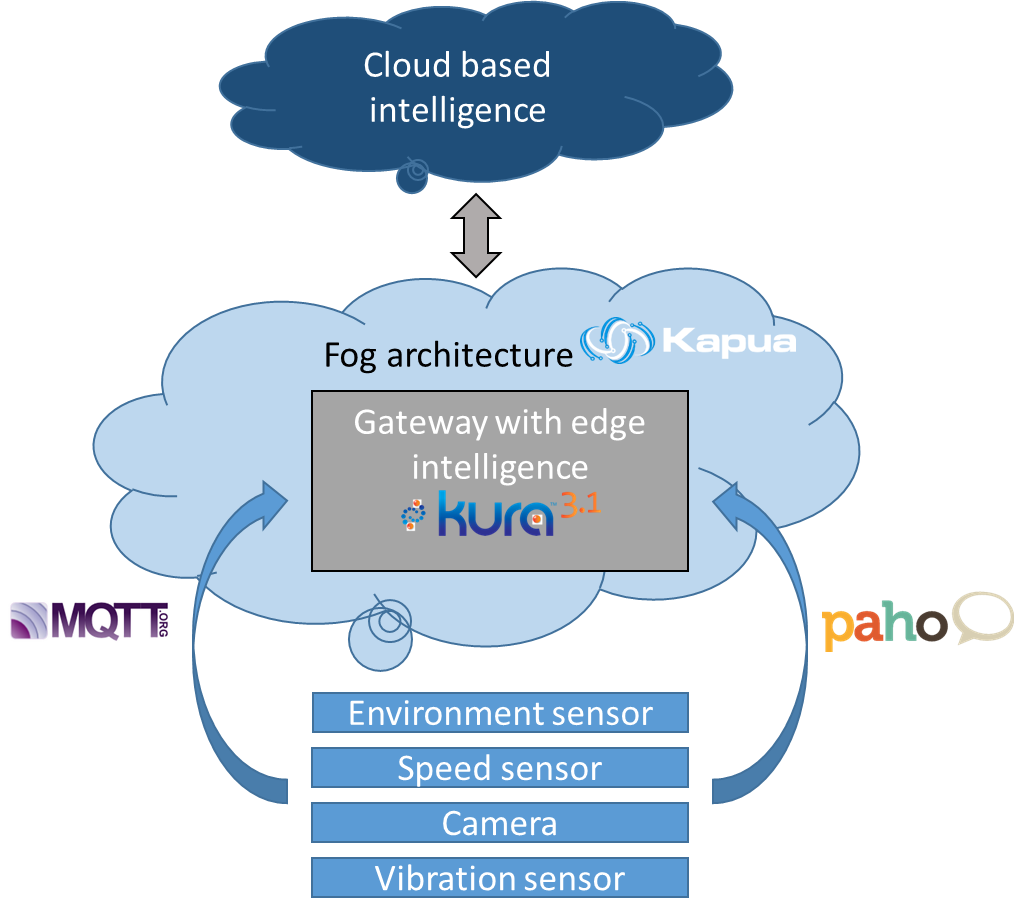 Cloud based
intelligence
Fog architecture
Kapua
Gateway with edge
intelligence
kura™ 3.1
MQTT.ORG
paho
Environment sensor
Speed sensor
Camera
Vibration sensor